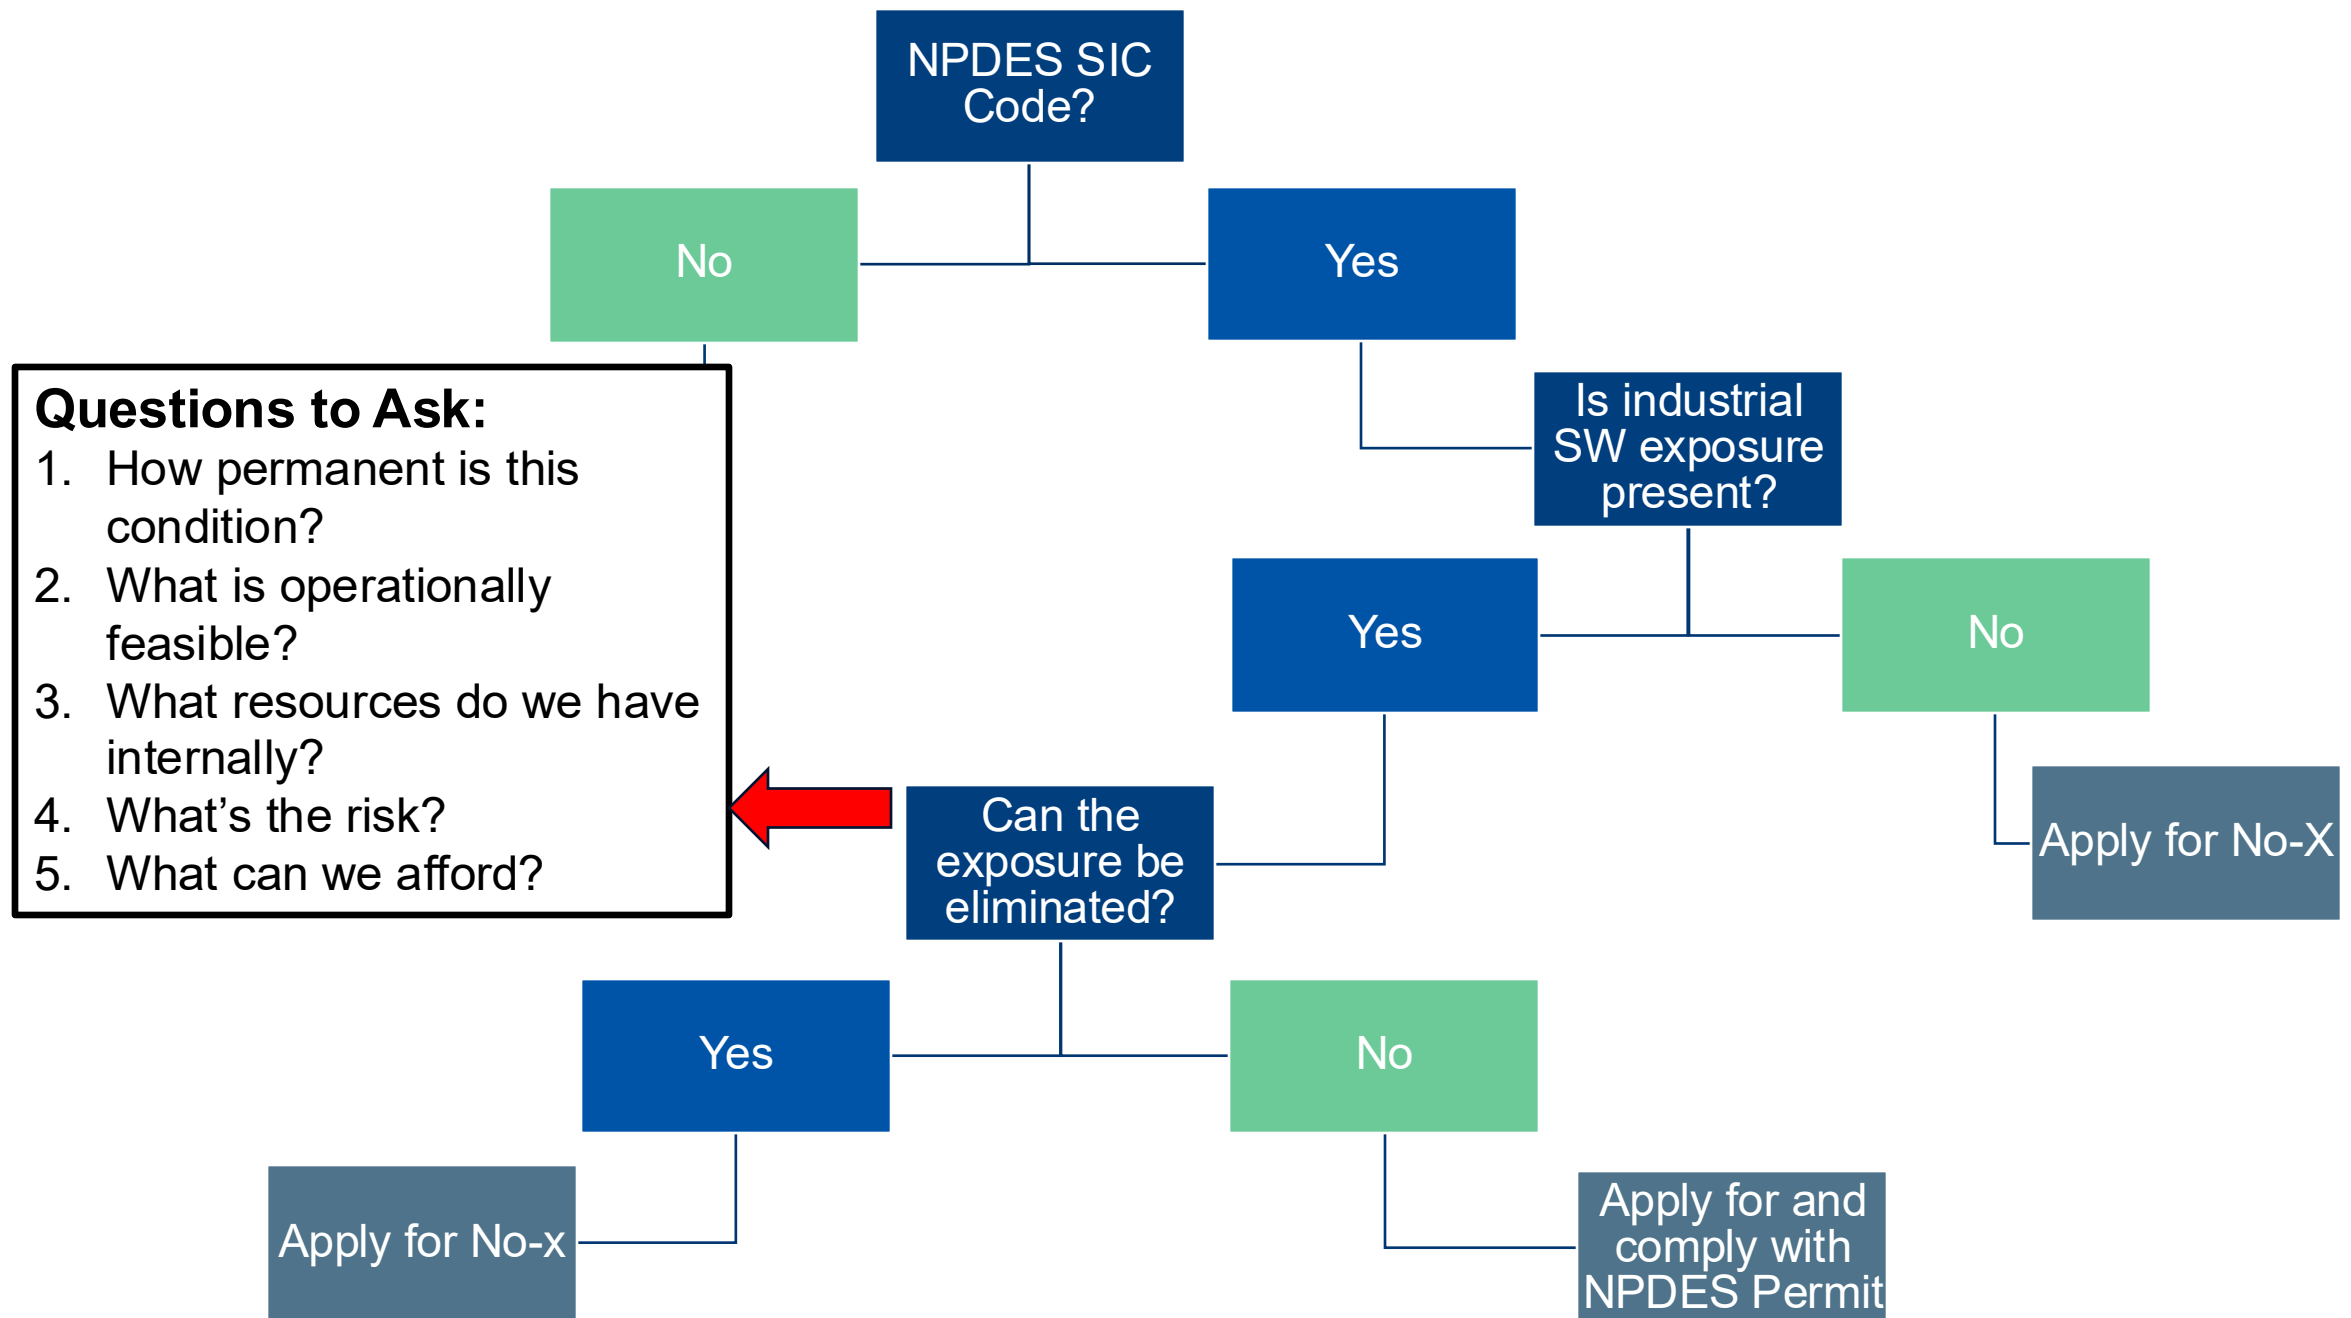 NPDES SIC
Code?
No
Yes
Questions to Ask:
1. How permanent is this
condition?
2. What is operationally
feasible?
3. What resources do we have
internally?
4. What’s the risk?
5. What can we afford?
Is industrial
SW exposure
present?
Yes
No
Can the
exposure be
eliminated?
Apply for No-X
Yes
No
Apply for No-x
Apply for and
comply with
NPDES Permit